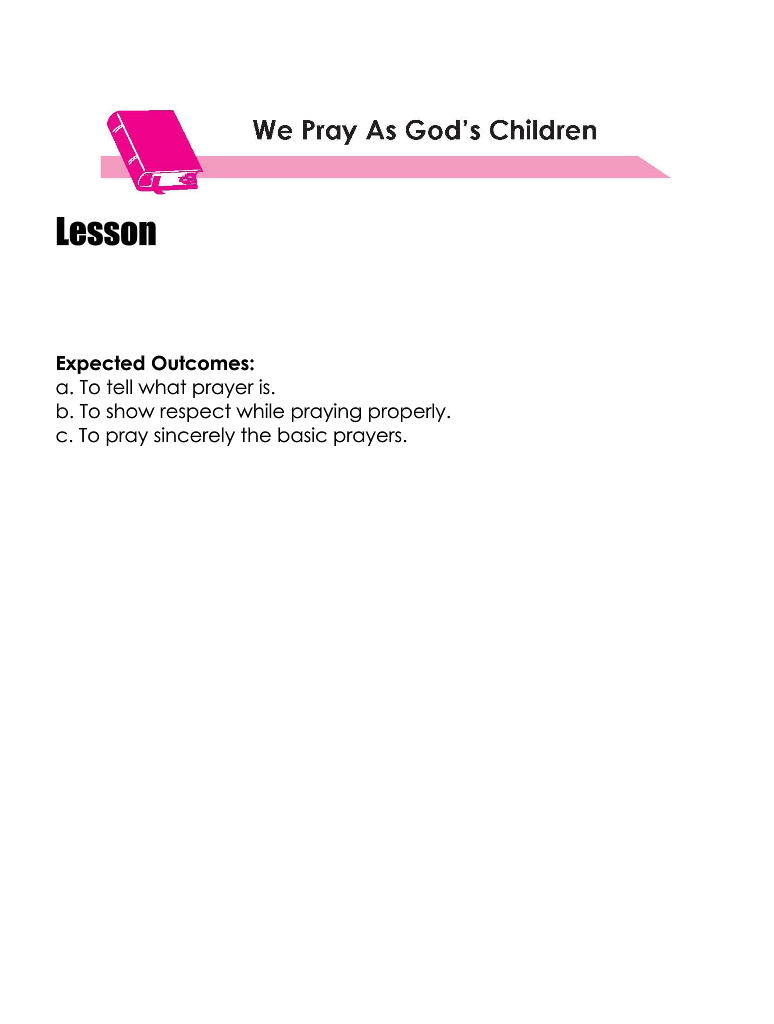 We Pray As God's Children
Lesson
Expected Outcomes:
a. To tell what prayer is.
b. To show respect while praying properly.
c. To pray sincerely the basic prayers.